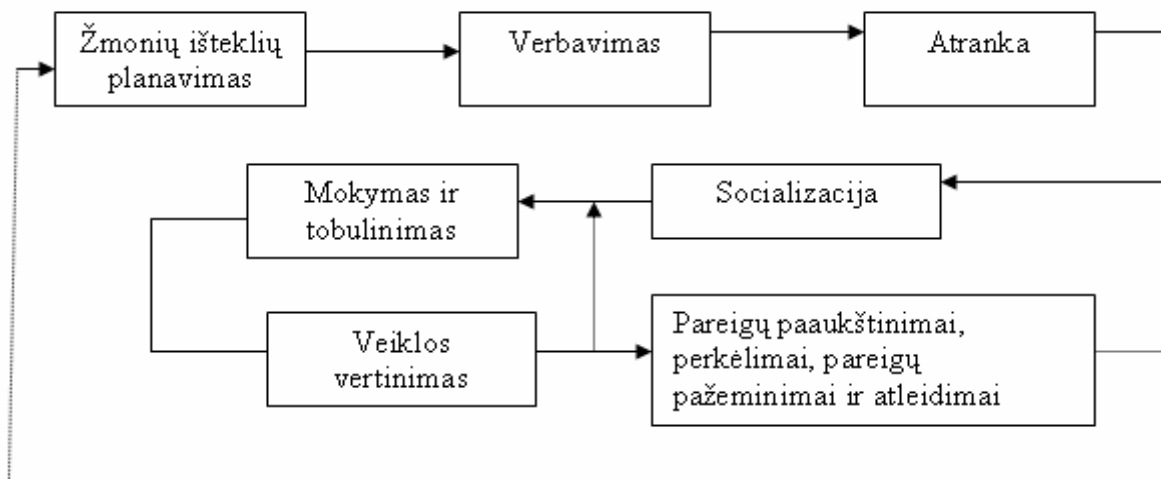 Žmonių išteklių
planavimas
Verbavimas
Atranka
Socializacija
Mokymas ir
tobulinimas
Veiklos
vertinimas
Pareigų paaukštinimai,
perkėlimai, pareigų
pažeminimai ir atleidimai